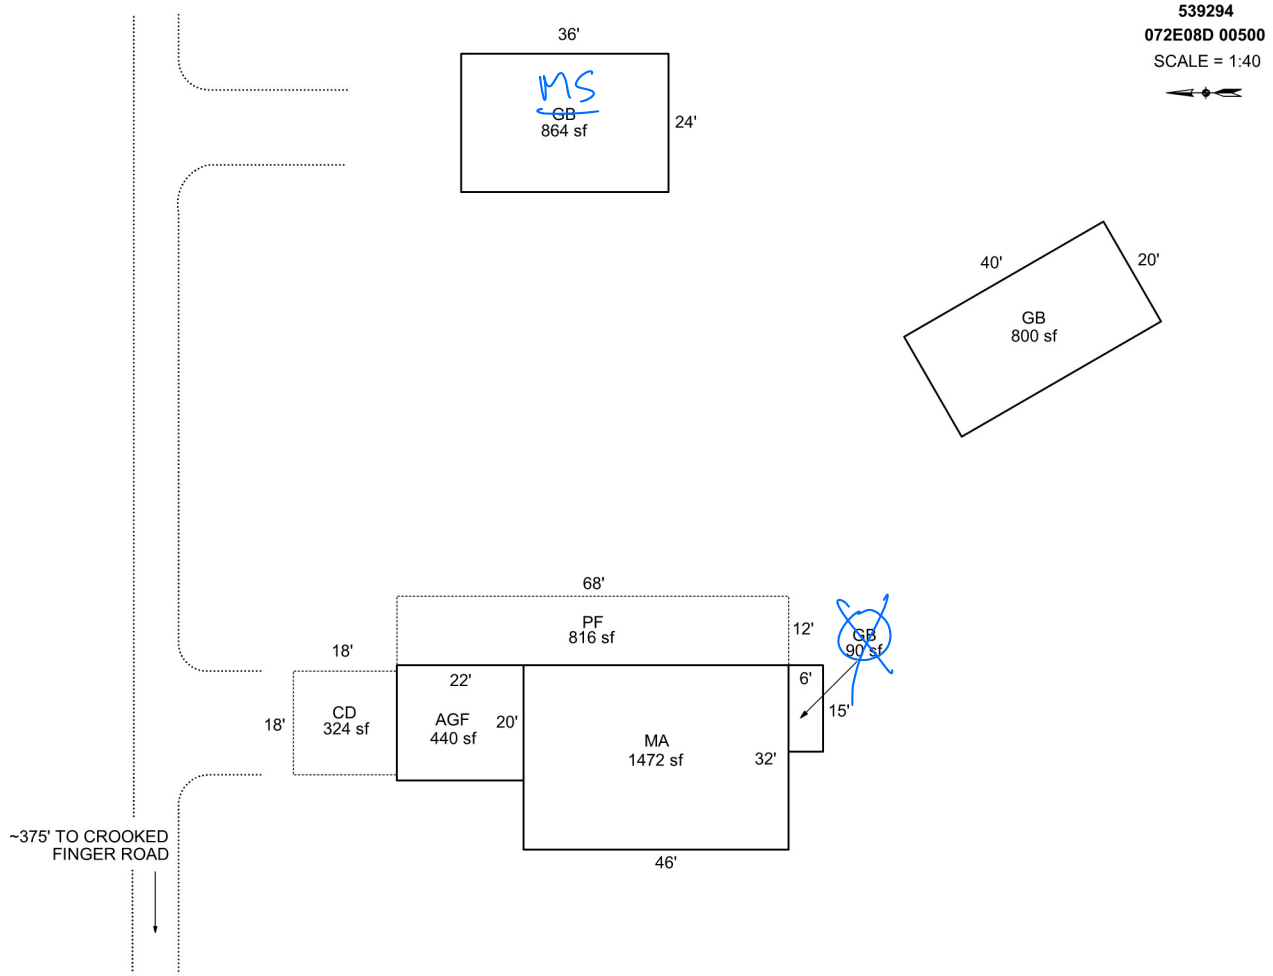 539294
072E08D 00500
SCALE = 1:40
36'
MS
GB
864 sf
24'
40'
20'
GB
800 sf
68'
PF
816 sf
12'
GB
90 sf
18'
18'
CD
324 sf
22'
AGF
440 sf
20'
6'
15'
MA
1472 sf
32'
46'
~375' TO CROOKED
FINGER ROAD